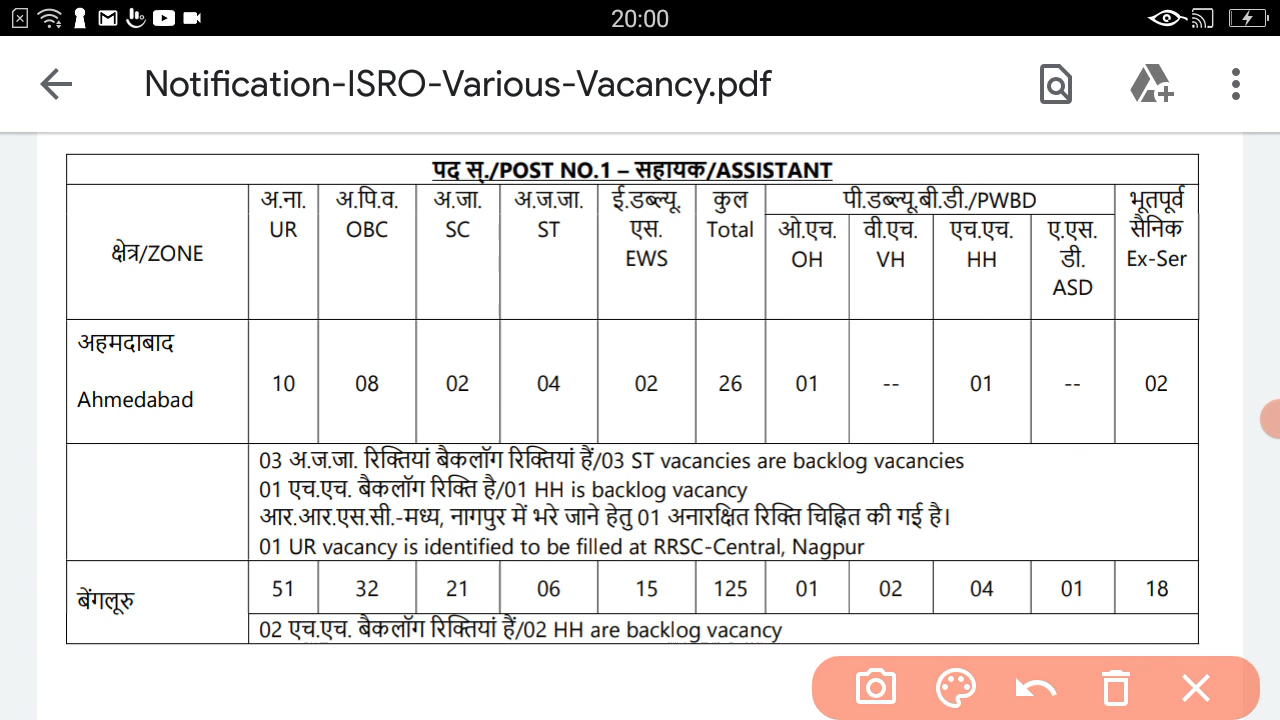 20:00
Notification-ISRO-Various-Vacancy.pdf
पद स्./POST NO.1 – सहायक/ASSISTANT
क्षेत्र/ZONE
अ.ना.
UR
अ.पि.व.
OBC
अ.जा.
SC
अ.ज.जा.
ST
ई.डब्ल्यू.
एस.
EWS
कुल
Total
पी.डब्ल्यू.बी.डी./PWBD
ओ.एच.
OH
वी.एच.
VH
एच.एच.
HH
ए.एस.
डी.
ASD
भूतपूर्व
सैनिक
Ex-Ser
अहमदाबाद
Ahmedabad
10 08 02 04 02 26 01 -- 01 -- 02
03 अ.ज.जा. रिक्तियां बैकलॉग रिक्तियां हैं/03 ST vacancies are backlog vacancies
01 एच.एच. बैकलॉग रिक्ति है/01 HH is backlog vacancy
आर.आर.एस.सी.-मध्य, नागपुर में भरे जाने हेतु 01 अनारक्षित रिक्ति चिह्नित की गई है।
01 UR vacancy is identified to be filled at RRSC-Central, Nagpur
बेंगलूरु
51 32 21 06 15 125 01 02 04 01 18
02 एच.एच. बैकलॉग रिक्तियां हैं/02 HH are backlog vacancy